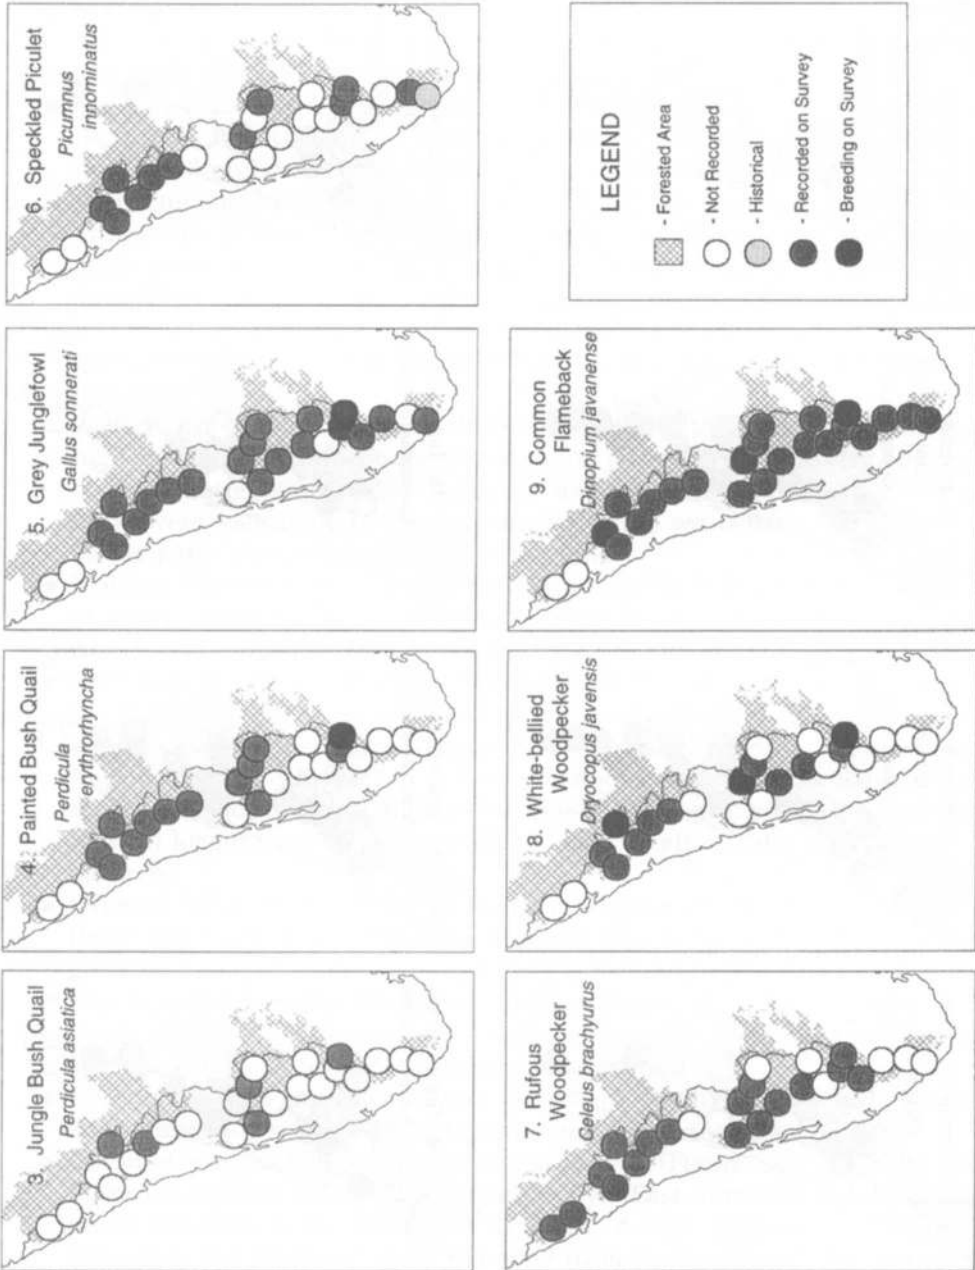 3. Jungle Bush Quail
Perdicula asiatica
4. Painted Bush Quail
Perdicula
erythrorhyncha
5. Grey Junglefowl
Gallus sonnerati
6. Speckled Piculet
Picumnus
innominatus
7. Rufous
Woodpecker
Celeus brachyurus
8. White-bellied
Woodpecker
Dryocopus javensis
9. Common
Flameback
Dinopium javanense
LEGEND
- Forested Area
- Not Recorded
- Historical
- Recorded on Survey
- Breeding on Survey